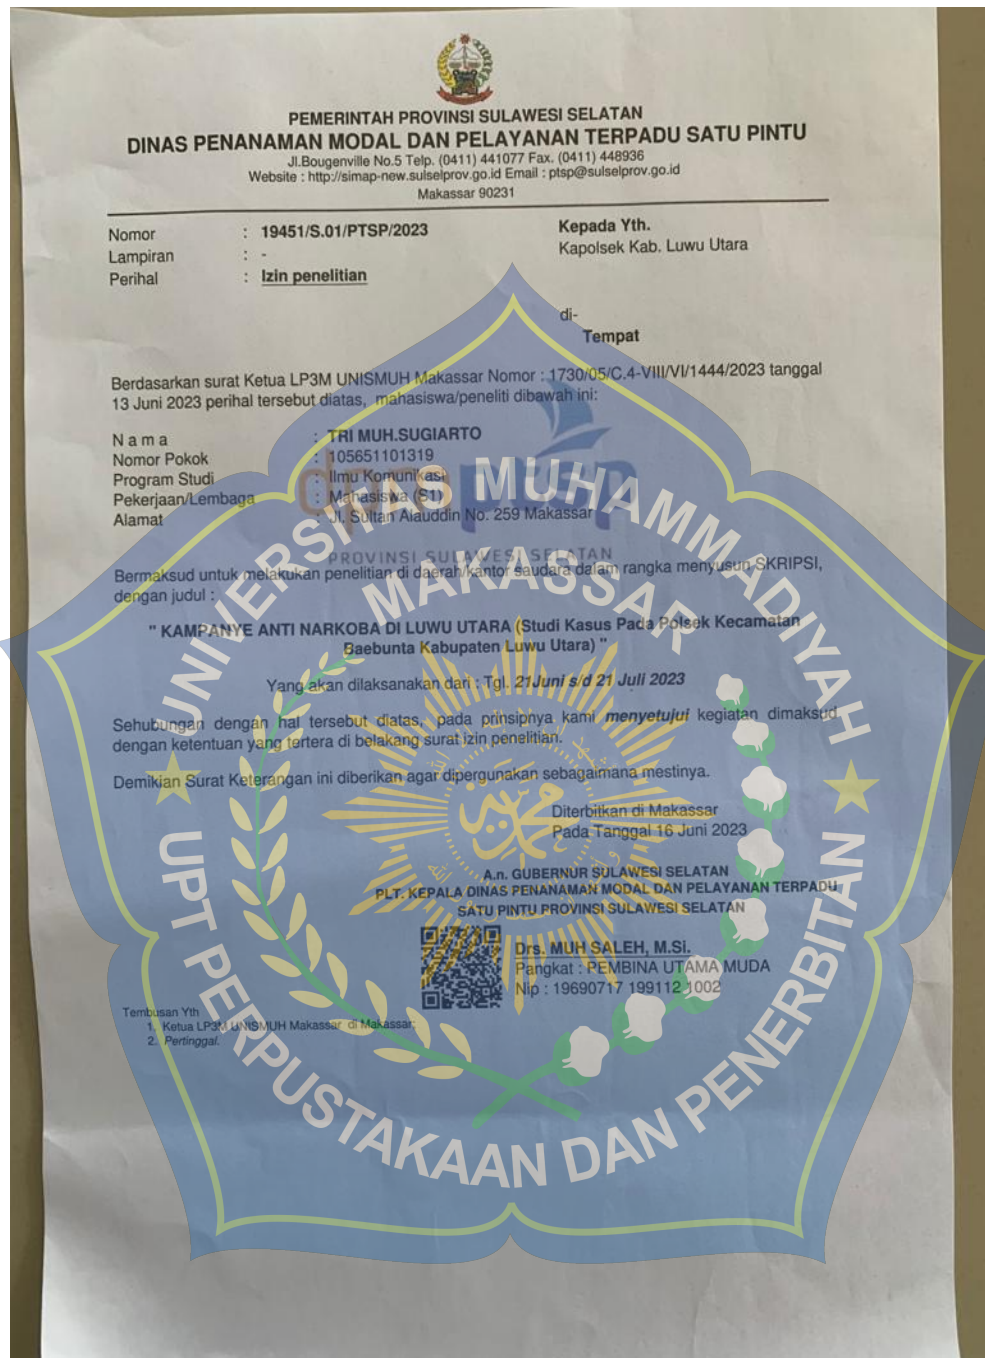 PEMERINTAH PROVINSI SULAWESI SELATAN
DINAS PENANAMAN MODAL DAN PELAYANAN TERPADU SATU PINTU
Jl.Bougenville No.5 Telp. (0411) 441077 Fax. (0411) 448936
Website : http://simap-new.sulselprov.go.id Email : ptsp@sulselprov.go.id
Makassar 90231
Nomor : 19451/S.01/PTSP/2023
Lampiran : -
Perihal : Izin penelitian
Kepada Yth.
Kapolsek Kab. Luwu Utara
di-
Tempat
Berdasarkan surat Ketua LP3M UNISMUH Makassar Nomor : 1730/05/C.4-VIII/VI/1444/2023 tanggal
13 Juni 2023 perihal tersebut diatas, mahasiswa/peneliti dibawah ini:
N a m a : TRI MUH.SUGIARTO
Nomor Pokok : 105651101319
Program Studi : Ilmu Komunikasi
Pekerjaan/Lembaga : Mahasiswa (S1)
Alamat : Jl. Sultan Alauddin No. 259 Makassar
PROVINSI SULAWESI SELATAN
Bermaksud untuk melakukan penelitian di daerah/kantor saudara dalam rangka menyusun SKRIPSI,
dengan judul :
" KAMPANYE ANTI NARKOBA DI LUWU UTARA (Studi Kasus Pada Polsek Kecamatan
Baebunta Kabupaten Luwu Utara) "
Yang akan dilaksanakan dari : Tgl. 21Juni s/d 21 Juli 2023
Sehubungan dengan hal tersebut diatas, pada prinsipnya kami menyetujui kegiatan dimaksud
dengan ketentuan yang tertera di belakang surat izin penelitian.
Demikian Surat Keterangan ini diberikan agar dipergunakan sebagaimana mestinya.
Diterbitkan di Makassar
Pada Tanggal 16 Juni 2023
A.n. GUBERNUR SULAWESI SELATAN
PLT. KEPALA DINAS PENANAMAN MODAL DAN PELAYANAN TERPADU
SATU PINTU PROVINSI SULAWESI SELATAN
Drs. MUH SALEH, M.Si.
Pangkat : PEMBINA UTAMA MUDA
Nip : 19690717 199112 1002
Tembusan Yth
1. Ketua LP3M UNISMUH Makassar di Makassar;
2. Pertinggal.
UNIVERSITAS MUHAMMADIYAH
MAKASSAR
UPT PERPUSTAKAAN DAN PENERBITAN